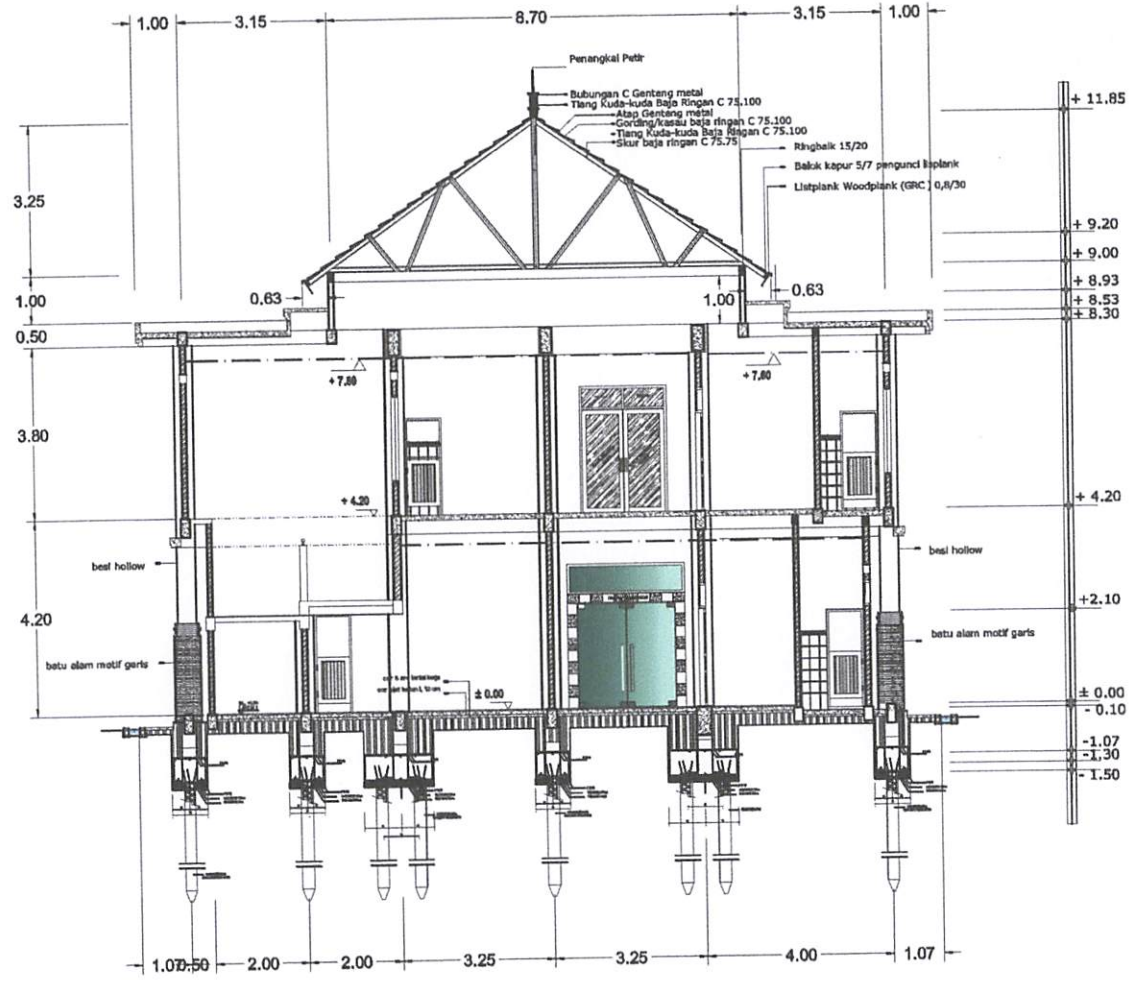 1.00
3.15
8.70
3.15
1.00
Penangkal Petir
Bubungan C Genteng metal
Tiang Kuda-kuda Baja Ringan C 75.100
Atap Genteng metal
Gording/kasau baja ringan C 75.100
Tiang Kuda-kuda Baja Ringan C 75.100
Skur baja ringan C 75.75
Ringbalk 15/20
Balok kapur 5/7 pengunci lisplank
Listplank Woodplank (GRC ) 0,8/30
+ 11.85
3.25
+ 9.20
+ 9.00
+ 8.93
+ 8.53
+ 8.30
0.63
1.00
0.63
1.00
0.50
+ 7.80
+ 7.80
3.80
+ 4.20
+ 4.20
besi hollow
besi hollow
4.20
+2.10
batu alam motif garis
batu alam motif garis
± 0.00
± 0.00
- 0.10
-1.07
-1.30
- 1.50
1.07
0.50
2.00
2.00
3.25
3.25
4.00
1.07